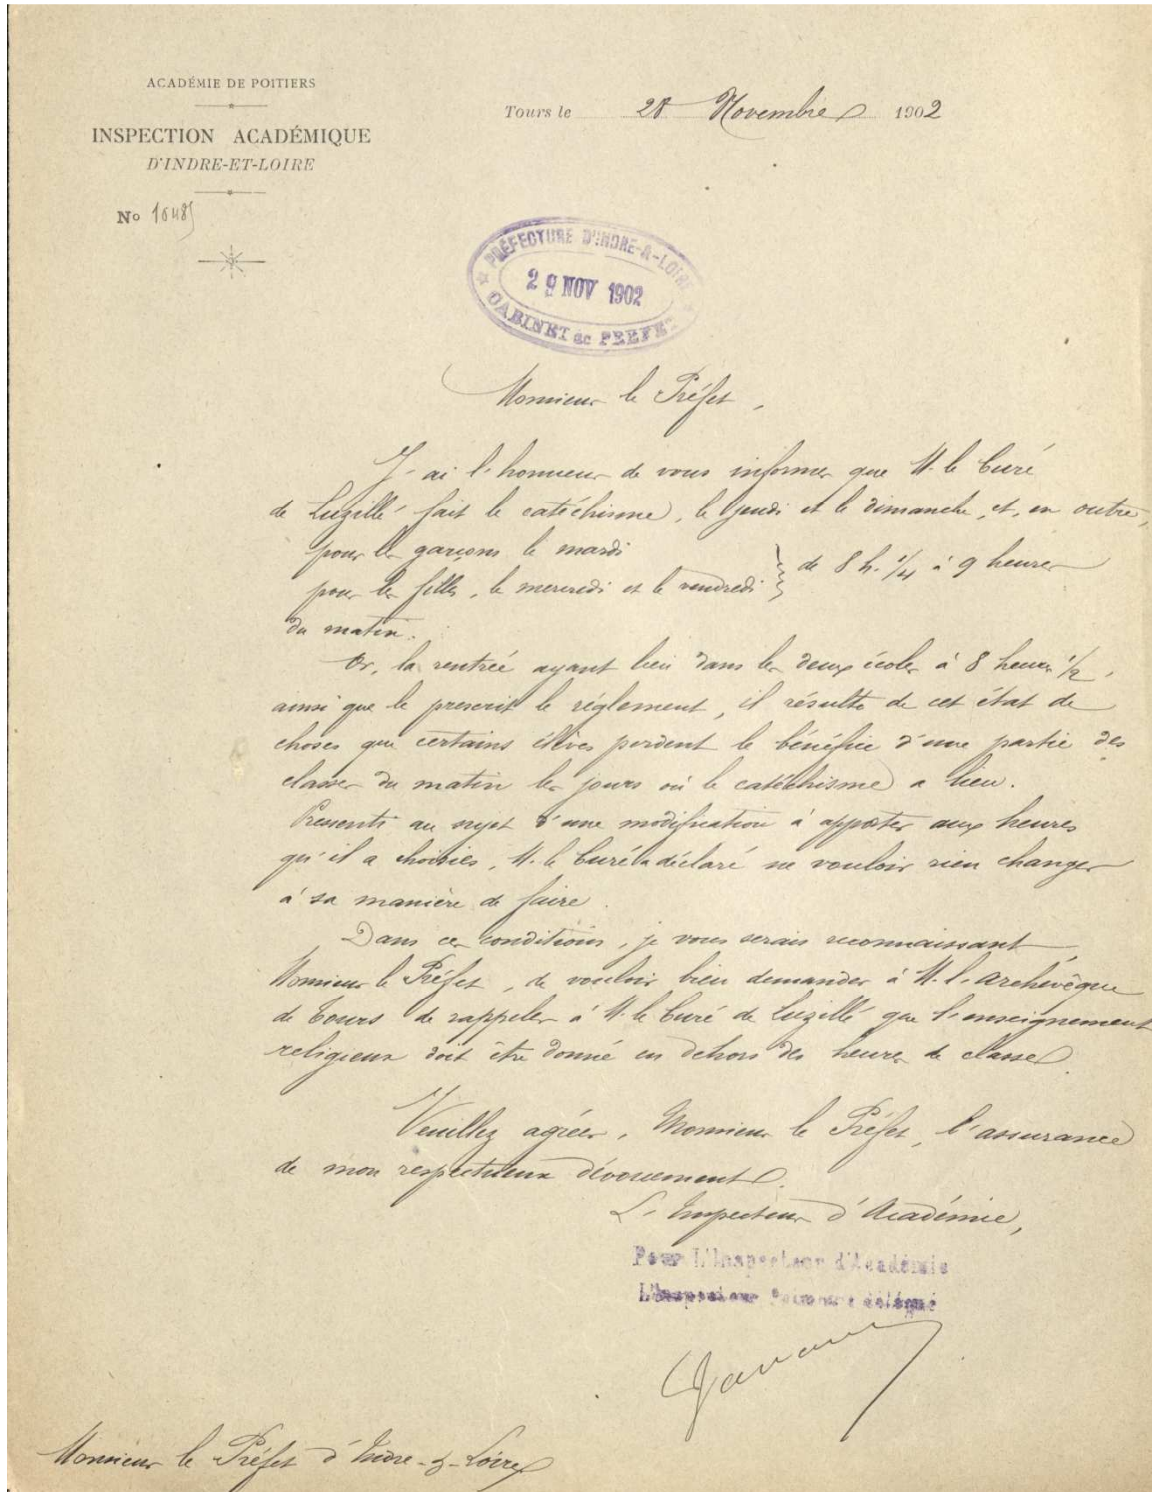 ACADÉMIE DE POITIERS
INSPECTION ACADÉMIQUE
D'INDRE-ET-LOIRE
No
Tours le 28 Novembre 1902
PRÉFECTURE D'INDRE-&-LOIRE
29 NOV 1902
CABINET de PRÉFET
Monsieur le Préfet,
J'ai l'honneur de vous informer que M. le Curé
de Luzillé fait le catéchisme, le jeudi et le dimanche, et, en outre,
pour les garçons le mardi
pour les filles, le mercredi et le vendredi } de 8 h. 1/4 à 9 heures
du matin.
Or, la rentrée ayant lieu dans les deux écoles à 8 heures 1/2,
ainsi que le prescrit le réglement, il résulte de cet état de
choses que certains élèves perdent le bénéfice d'une partie des
classes du matin les jours où le catéchisme a lieu.
Pressenti au sujet d'une modification à apporter aux heures
qu'il a choisies, M. le Curé a déclaré ne vouloir rien changer
à sa manière de faire.
Dans ces conditions, je vous serais reconnaissant,
Monsieur le Préfet, de vouloir bien demander à M. l'archevêque
de Tours de rappeler à M. le Curé de Luzillé que l'enseignement
religieux doit être donné en dehors des heures de classe.
Veuillez agréer, Monsieur le Préfet, l'assurance
de mon respectueux dévouement.
L'Inspecteur d'Académie,
Pour L'Inspecteur d'Académie
L'Inspecteur Primaire délégué
Monsieur le Préfet d'Indre-&-Loire